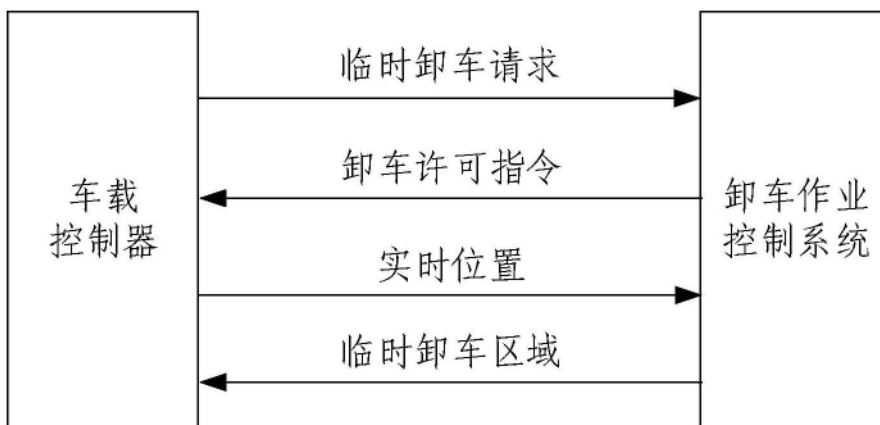 临时卸车请求
卸车许可指令
车载
控制器
卸车作业
控制系统
实时位置
临时卸车区域